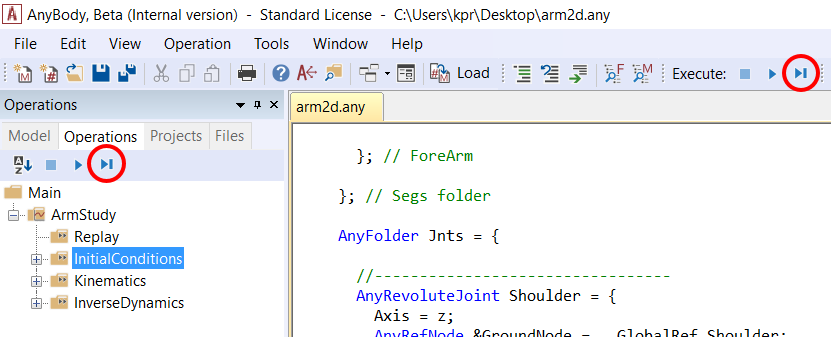 AnyBody, Beta (Internal version) - Standard License - C:\Users\kpr\Desktop\arm2d.any
File Edit View Operation Tools Window Help
Load Execute:
Operations
arm2d.any
Model Operations Projects Files
}; // ForeArm
Main
}; // Segs folder
ArmStudy
Replay
AnyFolder Jnts = {
InitialConditions
//---------------------------------
Kinematics
AnyRevoluteJoint Shoulder = {
InverseDynamics
Axis = z;
AnyRefNode &GroundNode = ..GlobalRef.Shoulder;